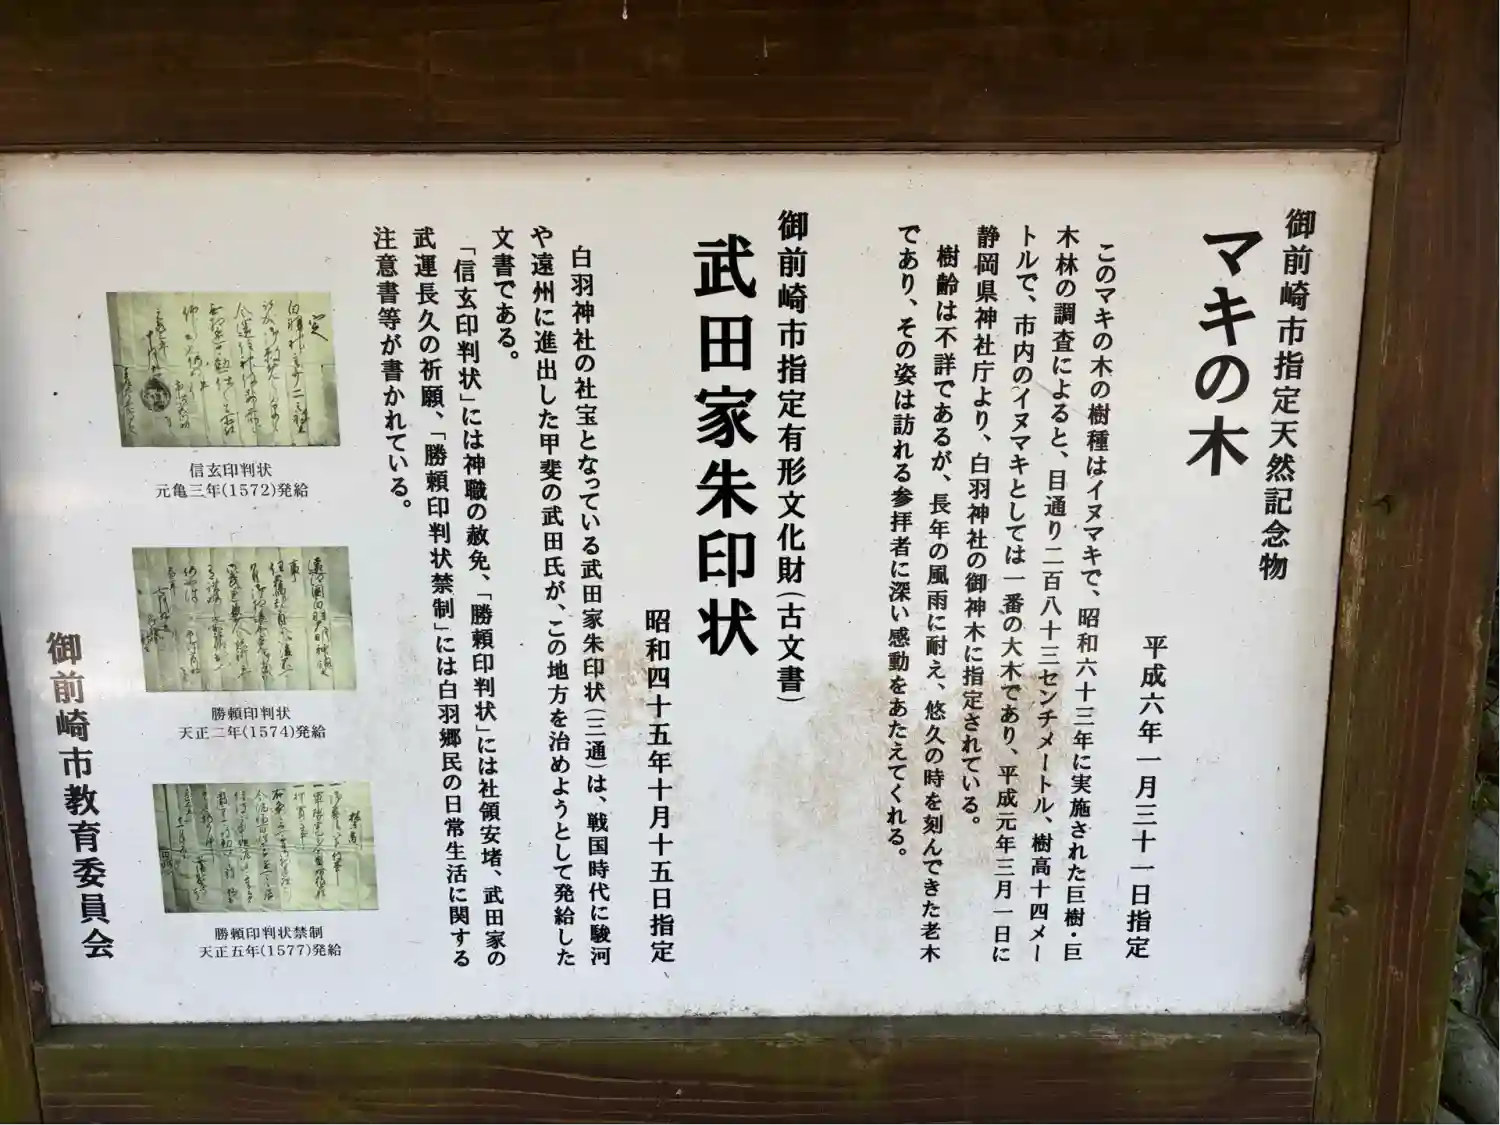 御前崎市指定天然記念物
マキの木
平成六年一月三十一日指定
このマキの木の樹種はイヌマキで、昭和六十三年に実施された巨樹・巨
木林の調査によると、目通り二百八十三センチメートル、樹高十四メー
トルで、市内のイヌマキとしては一番の大木であり、平成元年三月一日に
静岡県神社庁より、白羽神社の御神木に指定されている。
樹齢は不詳であるが、長年の風雨に耐え、悠久の時を刻んできた老木
であり、その姿は訪れる参拝者に深い感動をあたえてくれる。
御前崎市指定有形文化財(古文書)
武田家朱印状
昭和四十五年十月十五日指定
白羽神社の社宝となっている武田家朱印状(三通)は、戦国時代に駿河
や遠州に進出した甲斐の武田氏が、この地方を治めようとして発給した
文書である。
「信玄印判状」には神職の赦免、「勝頼印判状」には社領安堵、武田家の
武運長久の祈願、「勝頼印判状禁制」には白羽郷民の日常生活に関する
注意書等が書かれている。
信玄印判状
元亀三年(1572)発給
勝頼印判状
天正二年(1574)発給
勝頼印判状禁制
天正五年(1577)発給
御前崎市教育委員会